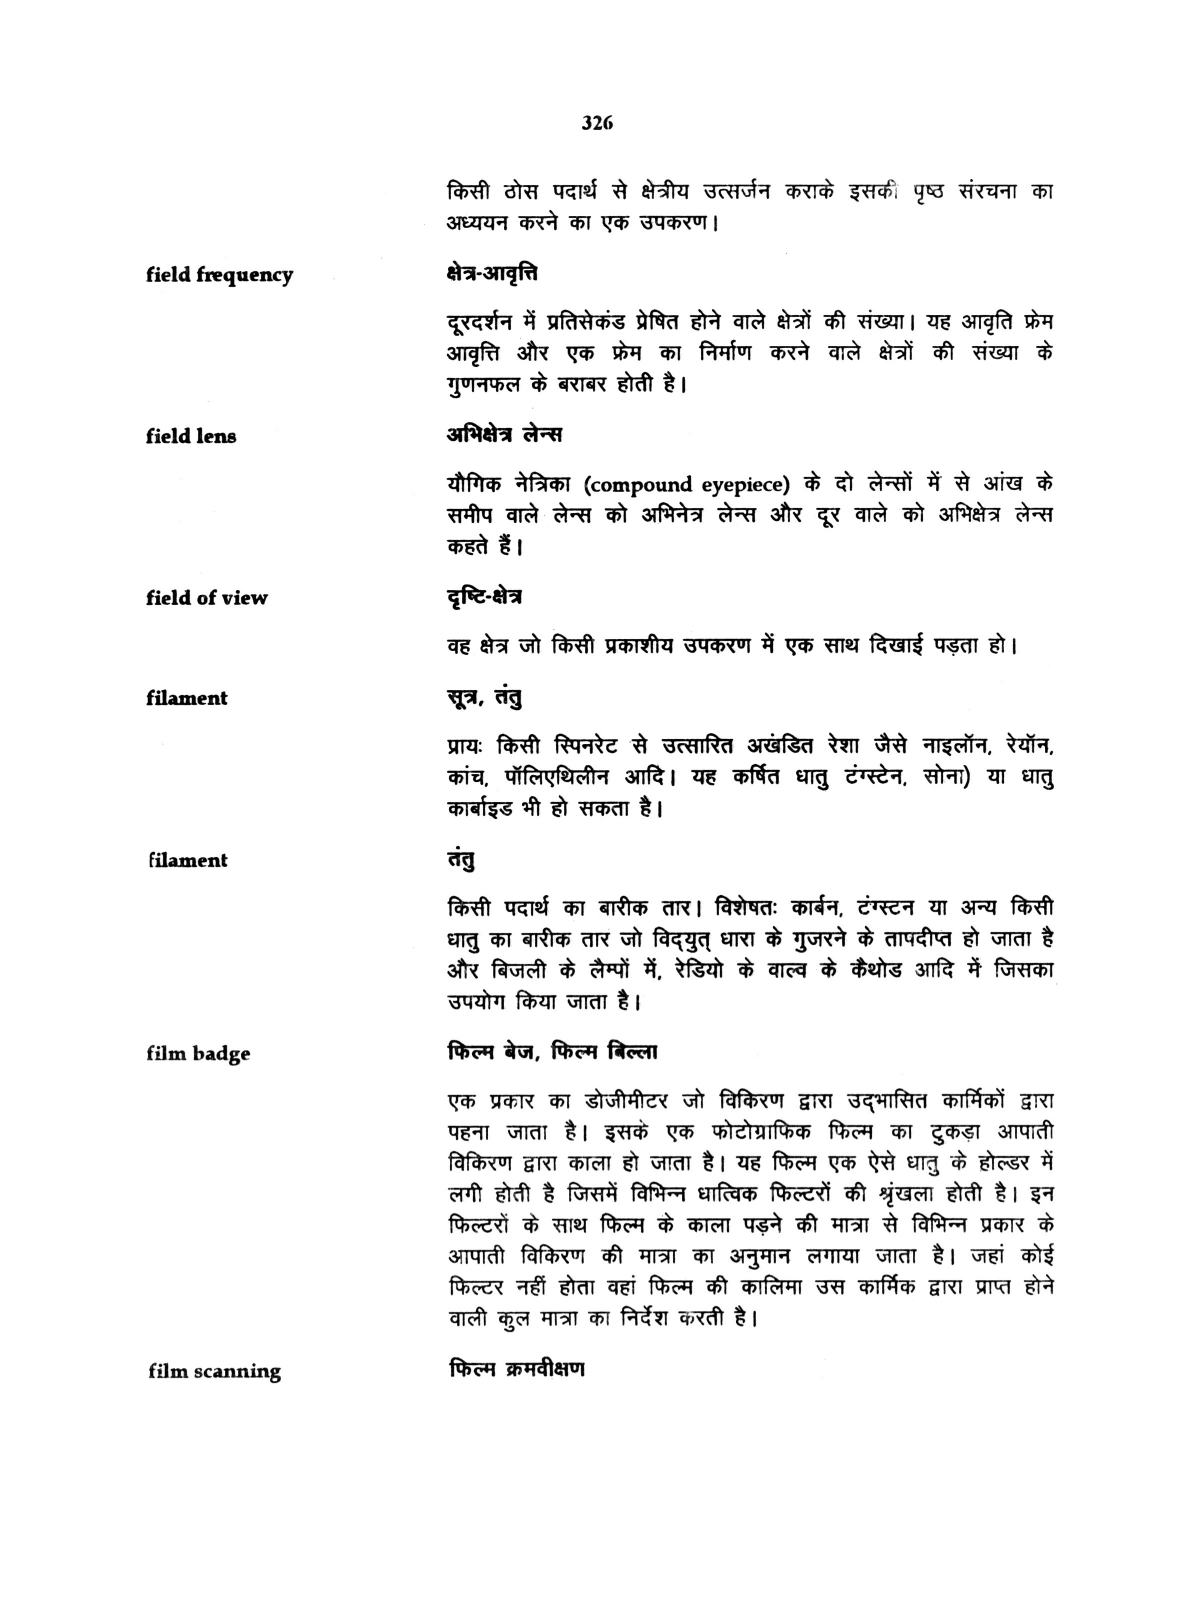 326
किसी ठोस पदार्थ से क्षेत्रीय उत्सर्जन कराके इसकी पृष्ठ संरचना का
अध्ययन करने का एक उपकरण।
field frequency क्षेत्र-आवृत्ति
दूरदर्शन में प्रतिसेकंड प्रेषित होने वाले क्षेत्रों की संख्या। यह आवृति फ्रेम
आवृत्ति और एक फ्रेम का निर्माण करने वाले क्षेत्रों की संख्या के
गुणनफल के बराबर होती है।
field lens अभिक्षेत्र लेन्स
यौगिक नेत्रिका (compound eyepiece) के दो लेन्सों में से आंख के
समीप वाले लेन्स को अभिनेत्र लेन्स और दूर वाले को अभिक्षेत्र लेन्स
कहते हैं।
field of view दृष्टि-क्षेत्र
वह क्षेत्र जो किसी प्रकाशीय उपकरण में एक साथ दिखाई पड़ता हो।
filament सूत्र, तंतु
प्रायः किसी स्पिनरेट से उत्सारित अखंडित रेशा जैसे नाइलॉन, रेयॉन,
कांच, पॉलिएथिलीन आदि। यह कर्षित धातु टंग्स्टेन, सोना) या धातु
कार्बाइड भी हो सकता है।
filament तंतु
किसी पदार्थ का बारीक तार। विशेषतः कार्बन, टंग्स्टन या अन्य किसी
धातु का बारीक तार जो विद्‌युत् धारा के गुजरने के तापदीप्त हो जाता है
और बिजली के लैम्पों में, रेडियो के वाल्व के कैथोड आदि में जिसका
उपयोग किया जाता है।
film badge फिल्म बेज, फिल्म बिल्ला
एक प्रकार का डोजीमीटर जो विकिरण द्वारा उद्‌भासित कार्मिकों द्वारा
पहना जाता है। इसके एक फोटोग्राफिक फिल्म का टुकड़ा आपाती
विकिरण द्वारा काला हो जाता है। यह फिल्म एक ऐसे धातु के होल्डर में
लगी होती है जिसमें विभिन्न धात्विक फिल्टरों की श्रृंखला होती है। इन
फिल्टरों के साथ फिल्म के काला पड़ने की मात्रा से विभिन्न प्रकार के
आपाती विकिरण की मात्रा का अनुमान लगाया जाता है। जहां कोई
फिल्टर नहीं होता वहां फिल्म की कालिमा उस कार्मिक द्वारा प्राप्त होने
वाली कुल मात्रा का निर्देश करती है।
film scanning फिल्म क्रमवीक्षण